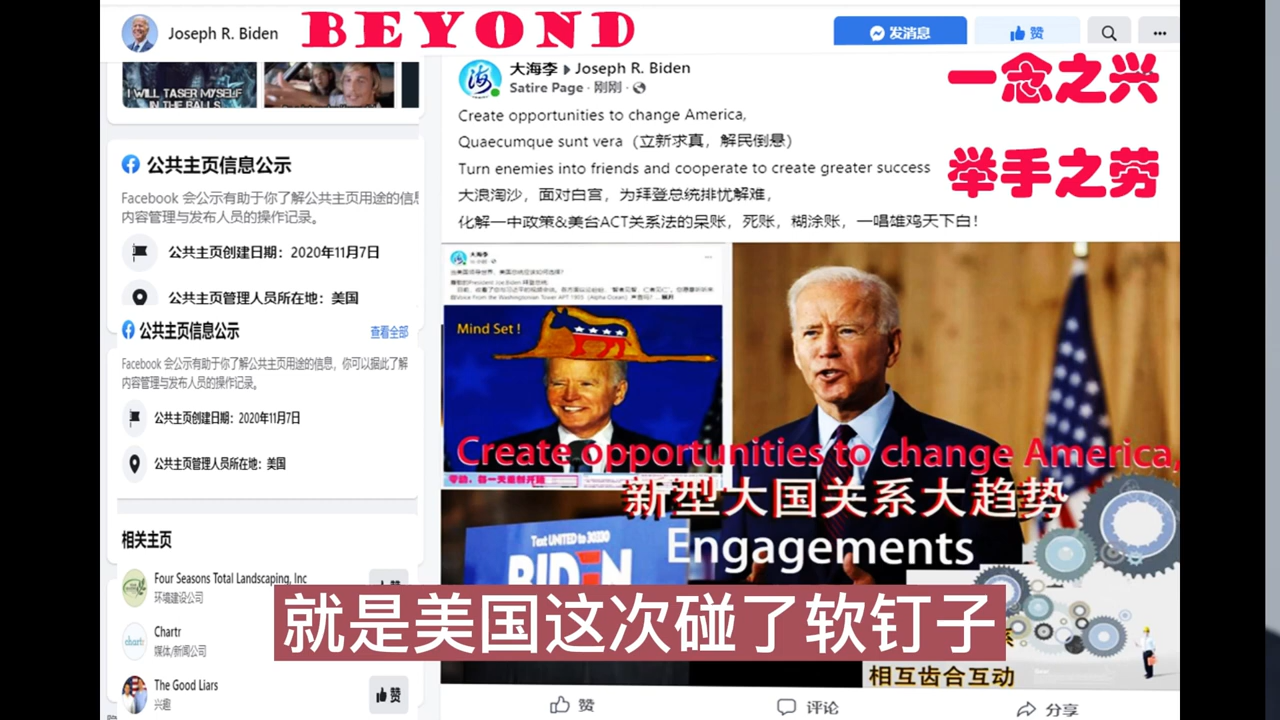 Joseph R. Biden
BEYOND
发消息
赞
I WILL TASER MYSELF
IN THE BALLS
公共主页信息公示
Facebook 会公示有助于你了解公共主页用途的信息
内容管理与发布人员的操作记录。
公共主页创建日期：2020年11月7日
公共主页管理人员所在地：美国
公共主页信息公示
查看全部
Facebook 会公示有助于你了解公共主页用途的信息，你可以据此了解
内容管理与发布人员的操作记录。
公共主页创建日期：2020年11月7日
公共主页管理人员所在地：美国
相关主页
Four Seasons Total Landscaping, Inc
环境建设公司
Chartr
媒体/新闻公司
The Good Liars
兴趣
赞
大海李 Joseph R. Biden
Satire Page · 刚刚 ·
一念之兴
举手之劳
Create opportunities to change America,
Quaecumque sunt vera（立新求真，解民倒悬）
Turn enemies into friends and cooperate to create greater success
大浪淘沙，面对白宫，为拜登总统排忧解难，
化解一中政策&美台ACT关系法的呆账，死账，糊涂账，一唱雄鸡天下白！
大海李
Mind Set !
Create opportunities to change America,
新型大国关系大趋势
Engagements
Text UNITED to 30330
BIDEN
就是美国这次碰了软钉子
相互齿合互动
赞
评论
分享